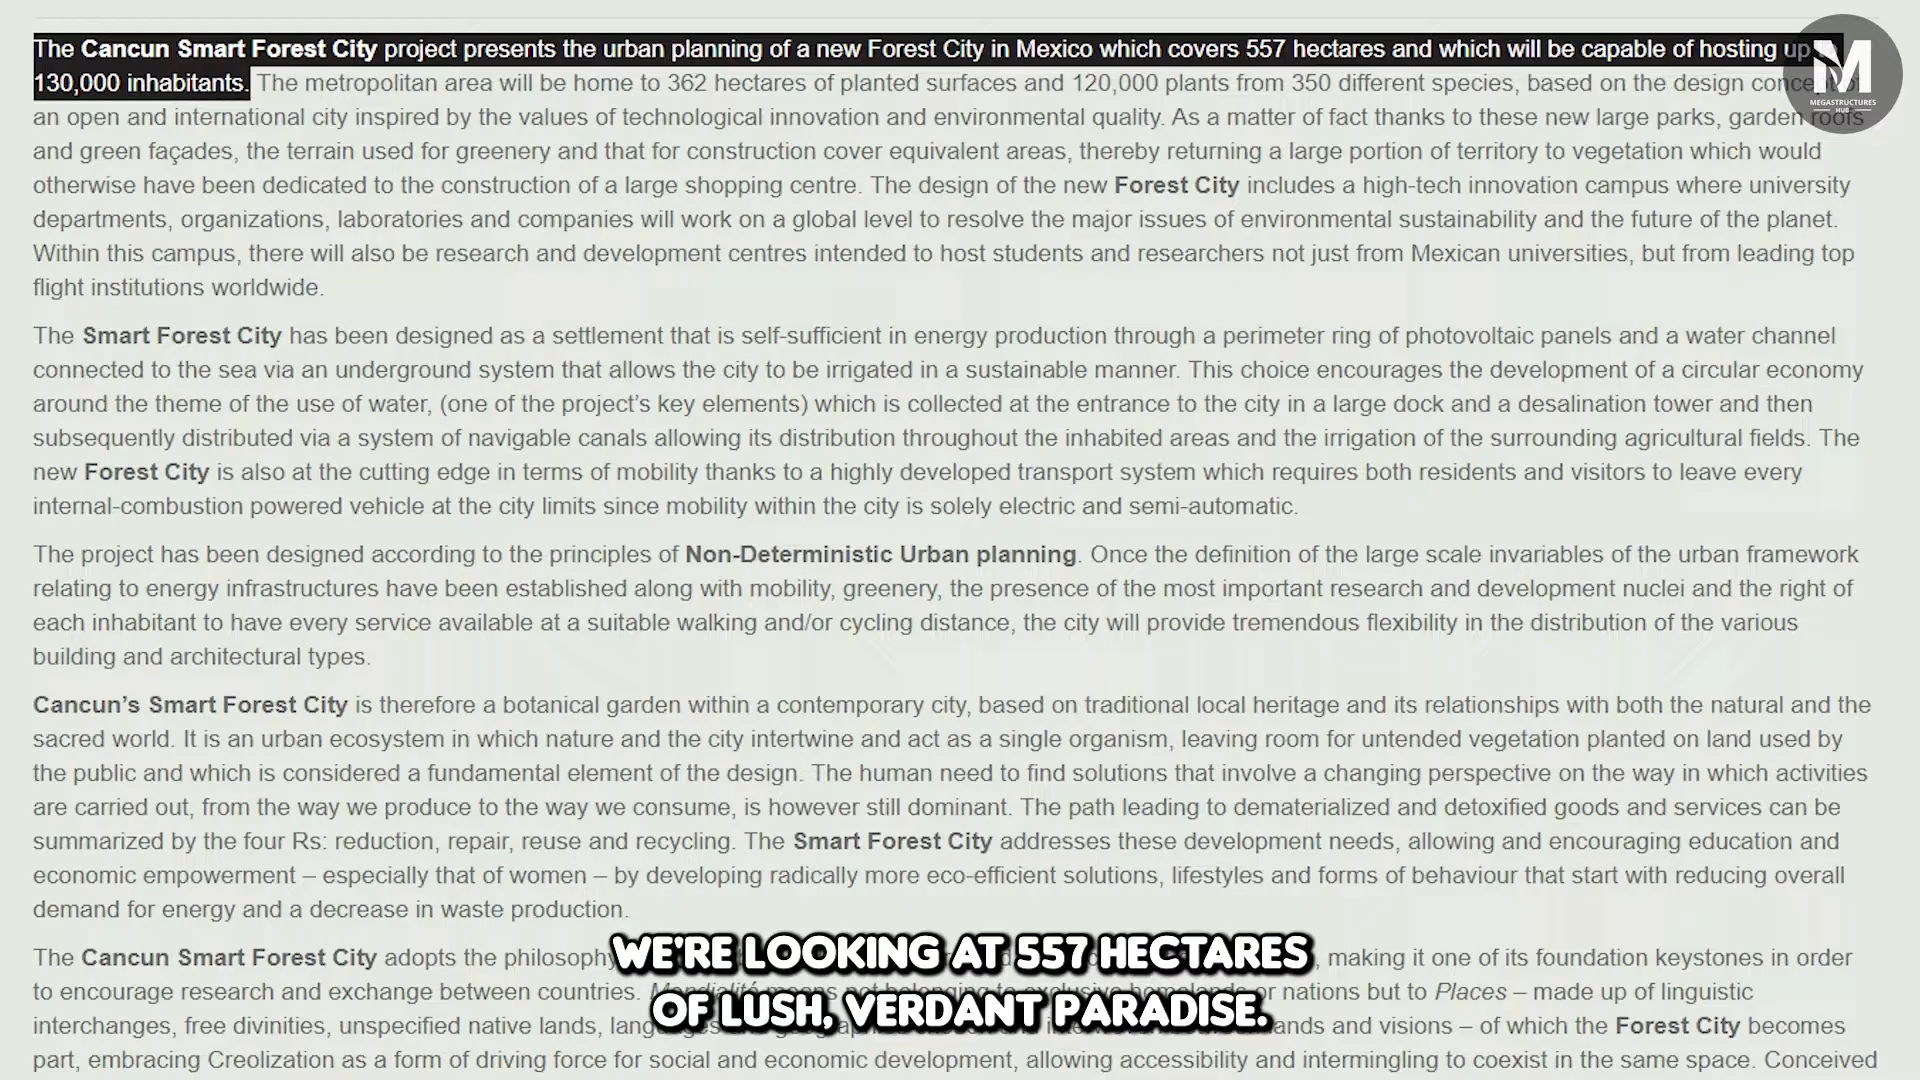 The Cancun Smart Forest City project presents the urban planning of a new Forest City in Mexico which covers 557 hectares and which will be capable of hosting up
M
130,000 inhabitants. The metropolitan area will be home to 362 hectares of planted surfaces and 120,000 plants from 350 different species, based on the design concept of
MEGASTRUCTURES
HUB
an open and international city inspired by the values of technological innovation and environmental quality. As a matter of fact thanks to these new large parks, garden roofs
and green façades, the terrain used for greenery and that for construction cover equivalent areas, thereby returning a large portion of territory to vegetation which would
otherwise have been dedicated to the construction of a large shopping centre. The design of the new Forest City includes a high-tech innovation campus where university
departments, organizations, laboratories and companies will work on a global level to resolve the major issues of environmental sustainability and the future of the planet.
Within this campus, there will also be research and development centres intended to host students and researchers not just from Mexican universities, but from leading top
flight institutions worldwide.
The Smart Forest City has been designed as a settlement that is self-sufficient in energy production through a perimeter ring of photovoltaic panels and a water channel
connected to the sea via an underground system that allows the city to be irrigated in a sustainable manner. This choice encourages the development of a circular economy
around the theme of the use of water, (one of the project’s key elements) which is collected at the entrance to the city in a large dock and a desalination tower and then
subsequently distributed via a system of navigable canals allowing its distribution throughout the inhabited areas and the irrigation of the surrounding agricultural fields. The
new Forest City is also at the cutting edge in terms of mobility thanks to a highly developed transport system which requires both residents and visitors to leave every
internal-combustion powered vehicle at the city limits since mobility within the city is solely electric and semi-automatic.
The project has been designed according to the principles of Non-Deterministic Urban planning. Once the definition of the large scale invariables of the urban framework
relating to energy infrastructures have been established along with mobility, greenery, the presence of the most important research and development nuclei and the right of
each inhabitant to have every service available at a suitable walking and/or cycling distance, the city will provide tremendous flexibility in the distribution of the various
building and architectural types.
Cancun’s Smart Forest City is therefore a botanical garden within a contemporary city, based on traditional local heritage and its relationships with both the natural and the
sacred world. It is an urban ecosystem in which nature and the city intertwine and act as a single organism, leaving room for untended vegetation planted on land used by
the public and which is considered a fundamental element of the design. The human need to find solutions that involve a changing perspective on the way in which activities
are carried out, from the way we produce to the way we consume, is however still dominant. The path leading to dematerialized and detoxified goods and services can be
summarized by the four Rs: reduction, repair, reuse and recycling. The Smart Forest City addresses these development needs, allowing and encouraging education and
economic empowerment – especially that of women – by developing radically more eco-efficient solutions, lifestyles and forms of behaviour that start with reducing overall
demand for energy and a decrease in waste production.
The Cancun Smart Forest City adopts the philosophy , making it one of its foundation keystones in order
WE'RE LOOKING AT 557 HECTARES
to encourage research and exchange between countries. Mondialité means not belonging to exclusive homelands or nations but to Places – made up of linguistic
OF LUSH, VERDANT PARADISE.
interchanges, free divinities, unspecified native lands, lands and visions – of which the Forest City becomes
part, embracing Creolization as a form of driving force for social and economic development, allowing accessibility and intermingling to coexist in the same space. Conceived